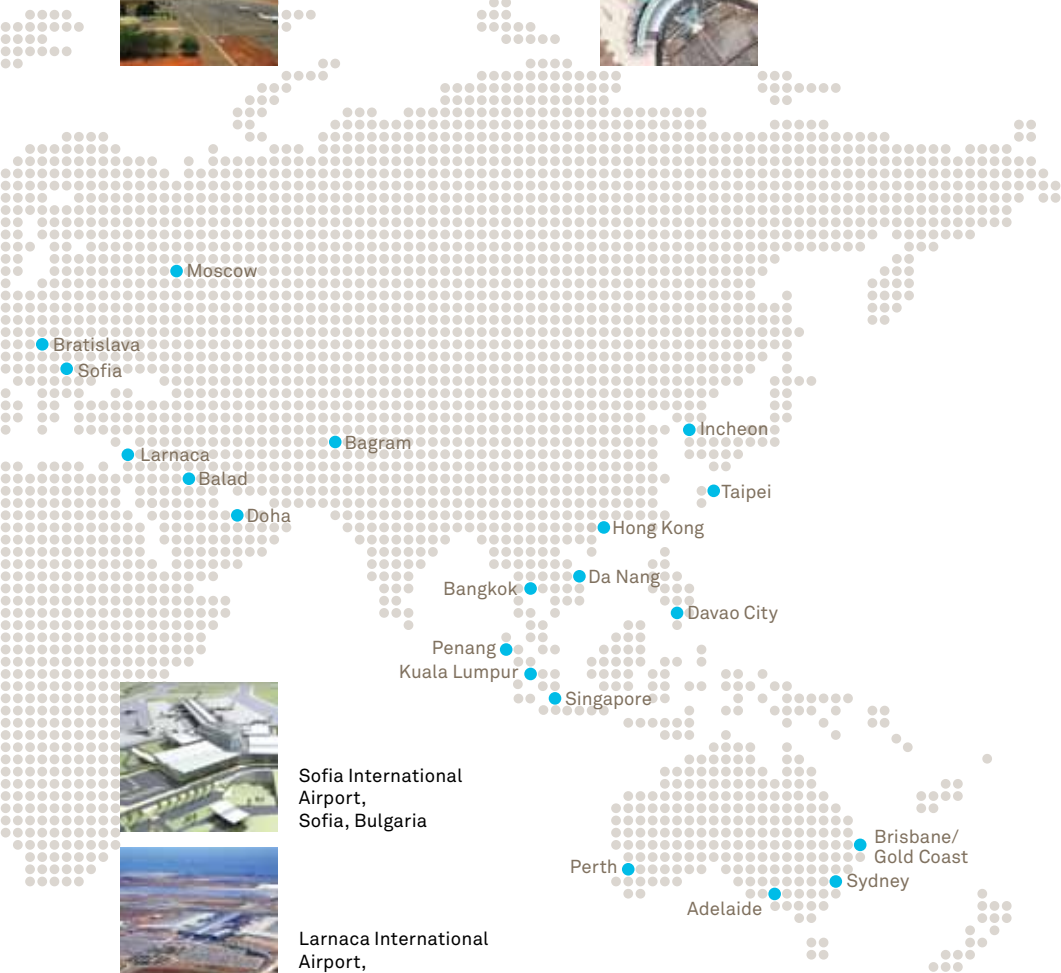 Moscow
Bratislava
Sofia
Incheon
Bagram
Larnaca
Balad
Taipei
Doha
Hong Kong
Da Nang
Bangkok
Davao City
Penang
Kuala Lumpur
Singapore
Sofia International
Airport,
Sofia, Bulgaria
Brisbane/
Gold Coast
Perth
Sydney
Adelaide
Larnaca International
Airport,